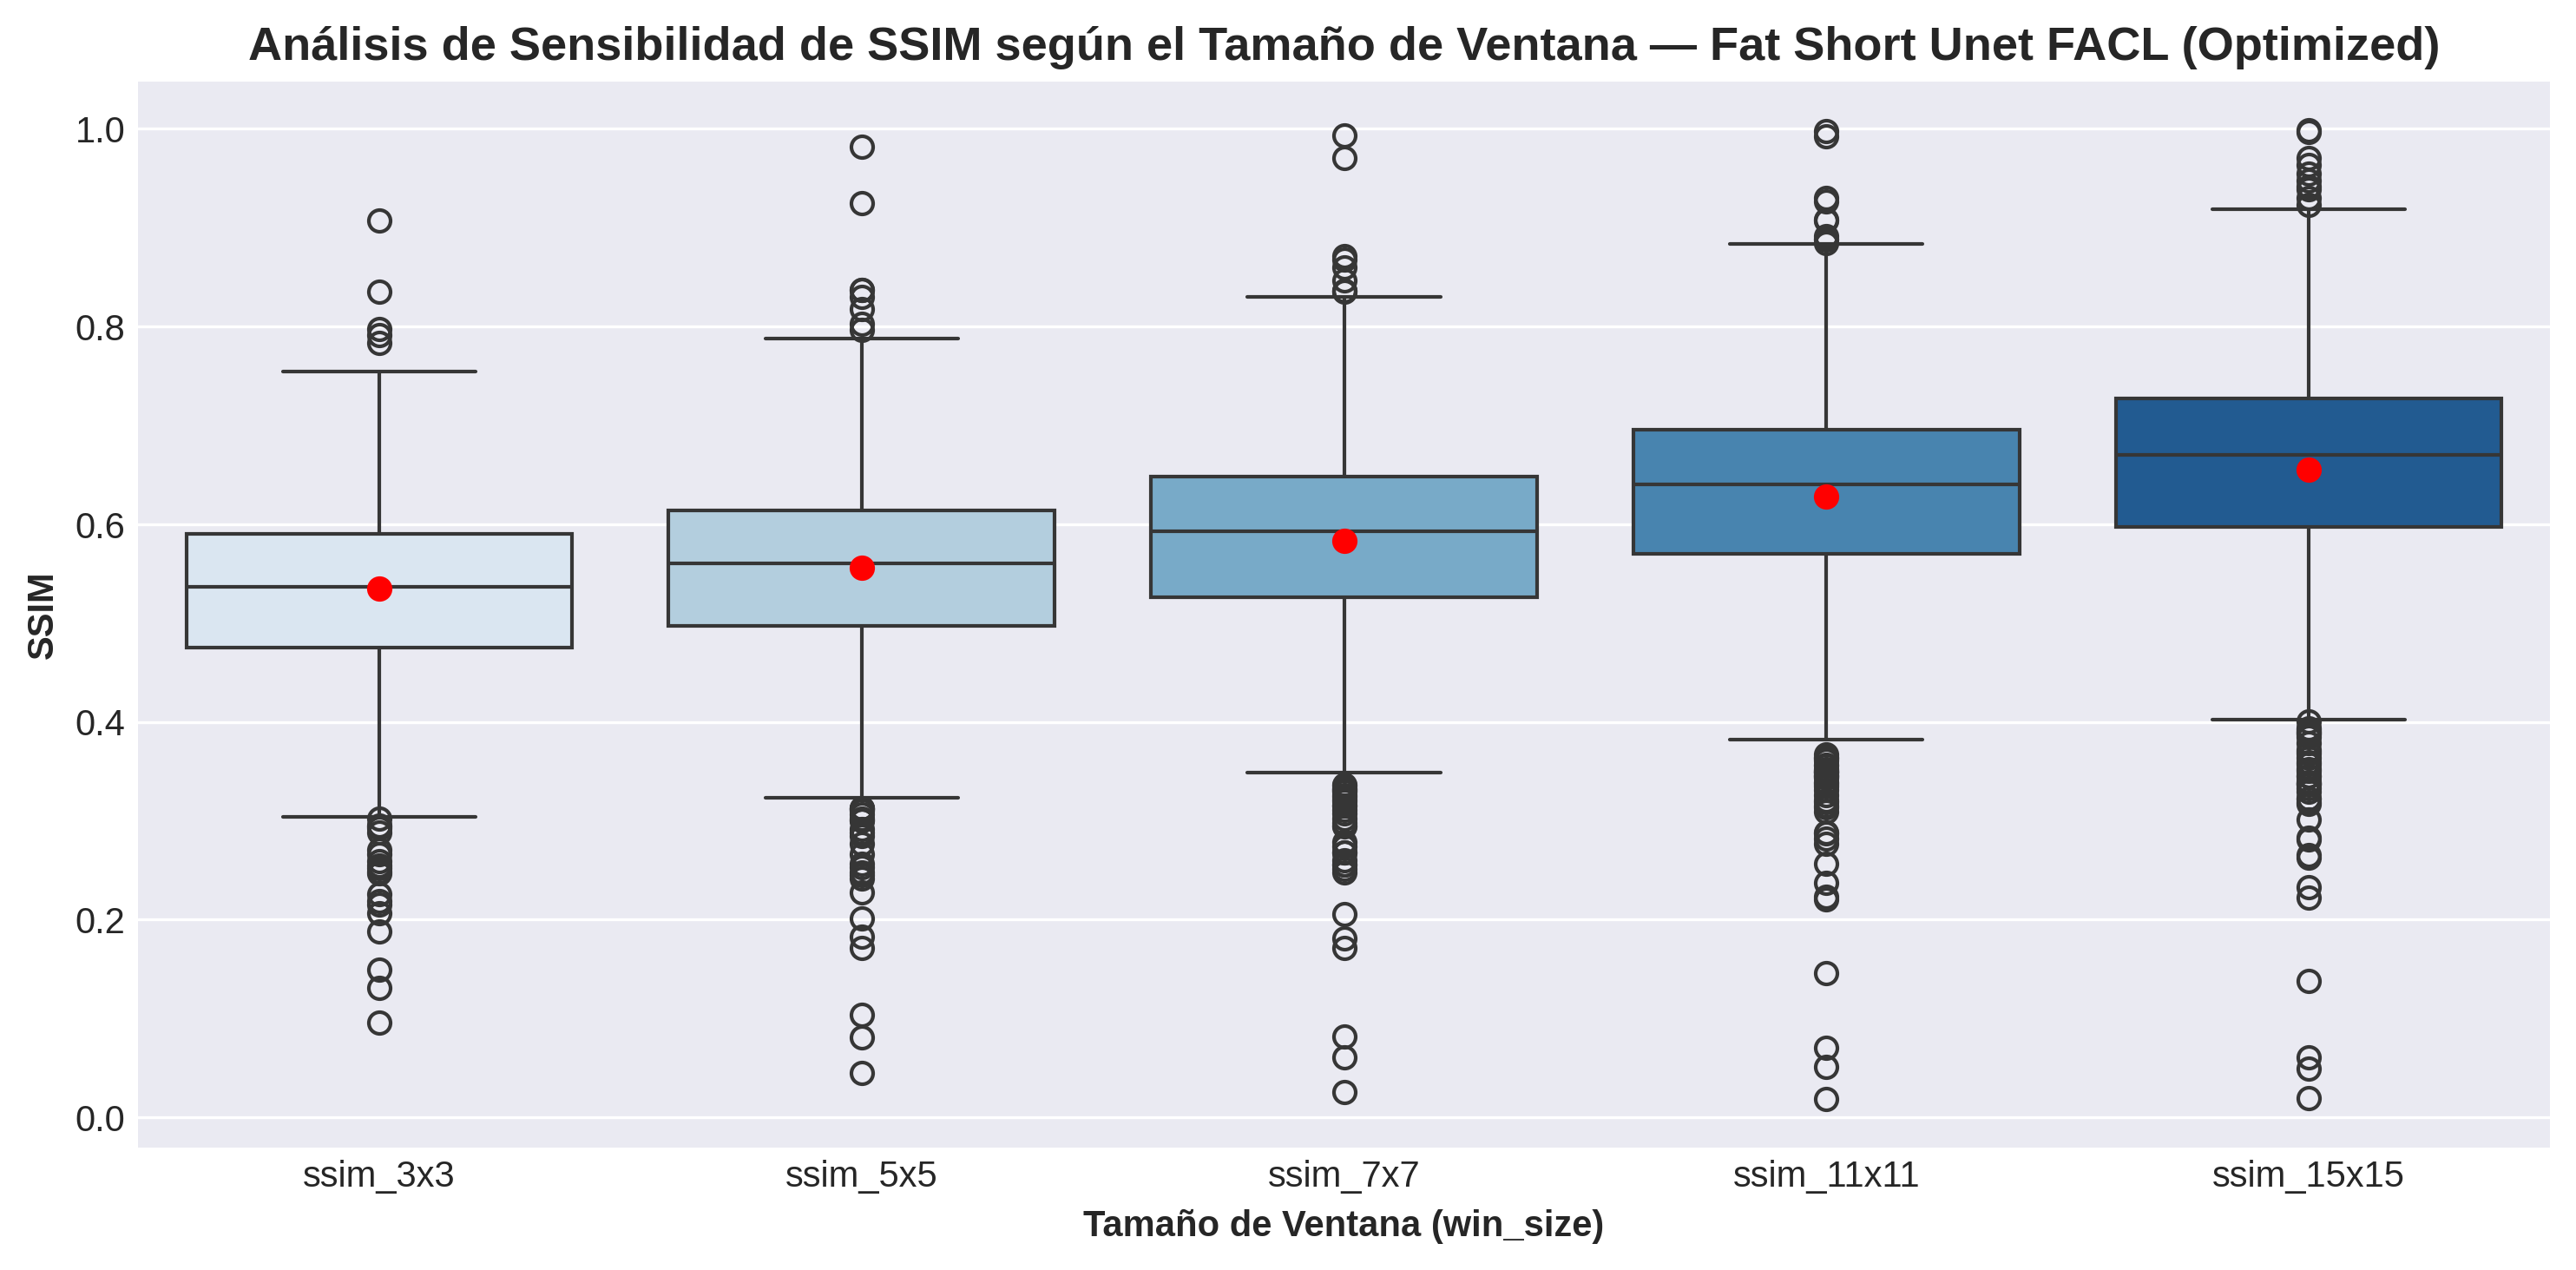 Análisis de Sensibilidad de SSIM según el Tamaño de Ventana — Fat Short Unet FACL (Optimized)
1.0
0.8
0.6
0.4
0.2
0.0
SSIM
ssim_3x3
ssim_5x5
ssim_7x7
ssim_11x11
ssim_15x15
Tamaño de Ventana (win_size)